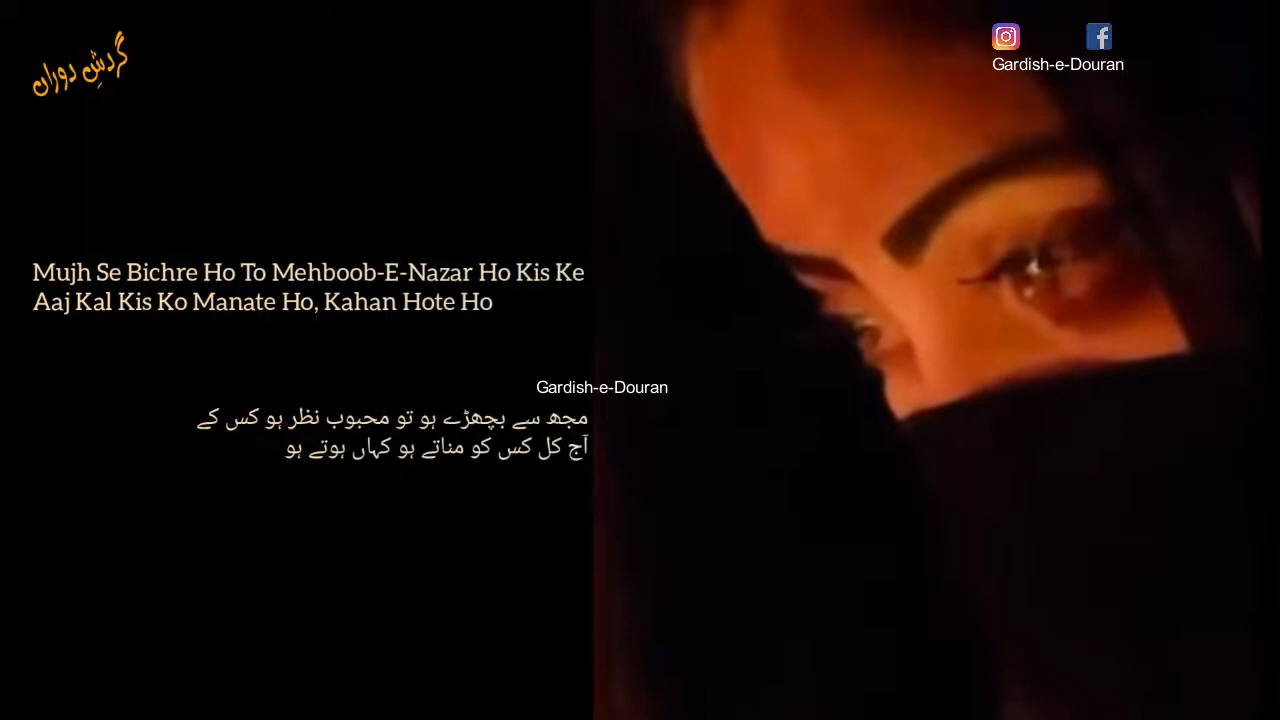 گردشِ دوراں
Gardish-e-Douran
Mujh Se Bichre Ho To Mehboob-E-Nazar Ho Kis Ke
Aaj Kal Kis Ko Manate Ho, Kahan Hote Ho
Gardish-e-Douran
مجھ سے بچھڑے ہو تو محبوب نظر ہو کس کے
آج کل کس کو مناتے ہو کہاں ہوتے ہو